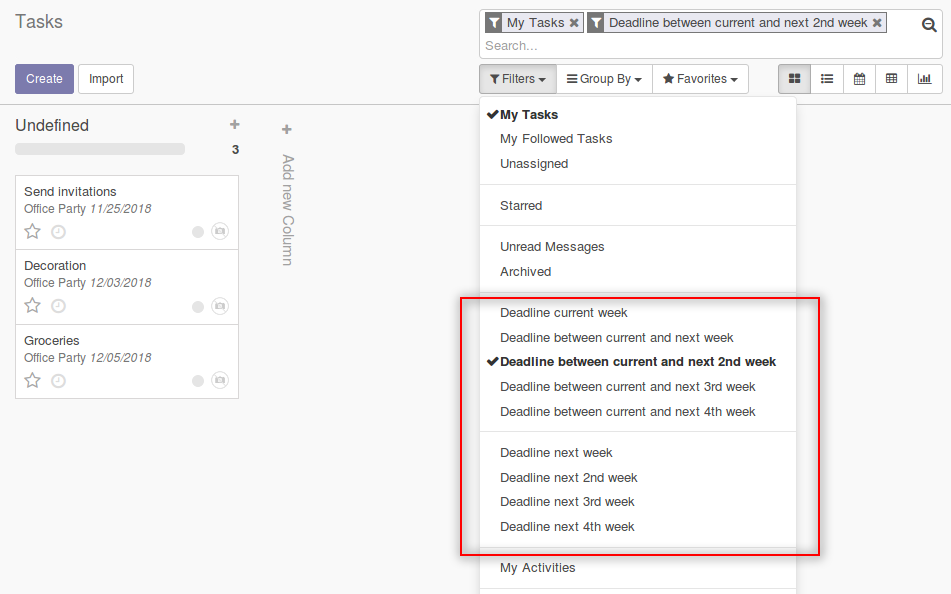 Tasks
My Tasks ✖ Deadline between current and next 2nd week ✖
Search...
Create Import
Filters Group By Favorites
Undefined +
3
Send invitations
Office Party 11/25/2018
Decoration
Office Party 12/03/2018
Groceries
Office Party 12/05/2018
+
Add new Column
✔My Tasks
My Followed Tasks
Unassigned
Starred
Unread Messages
Archived
Deadline current week
Deadline between current and next week
✔Deadline between current and next 2nd week
Deadline between current and next 3rd week
Deadline between current and next 4th week
Deadline next week
Deadline next 2nd week
Deadline next 3rd week
Deadline next 4th week
My Activities